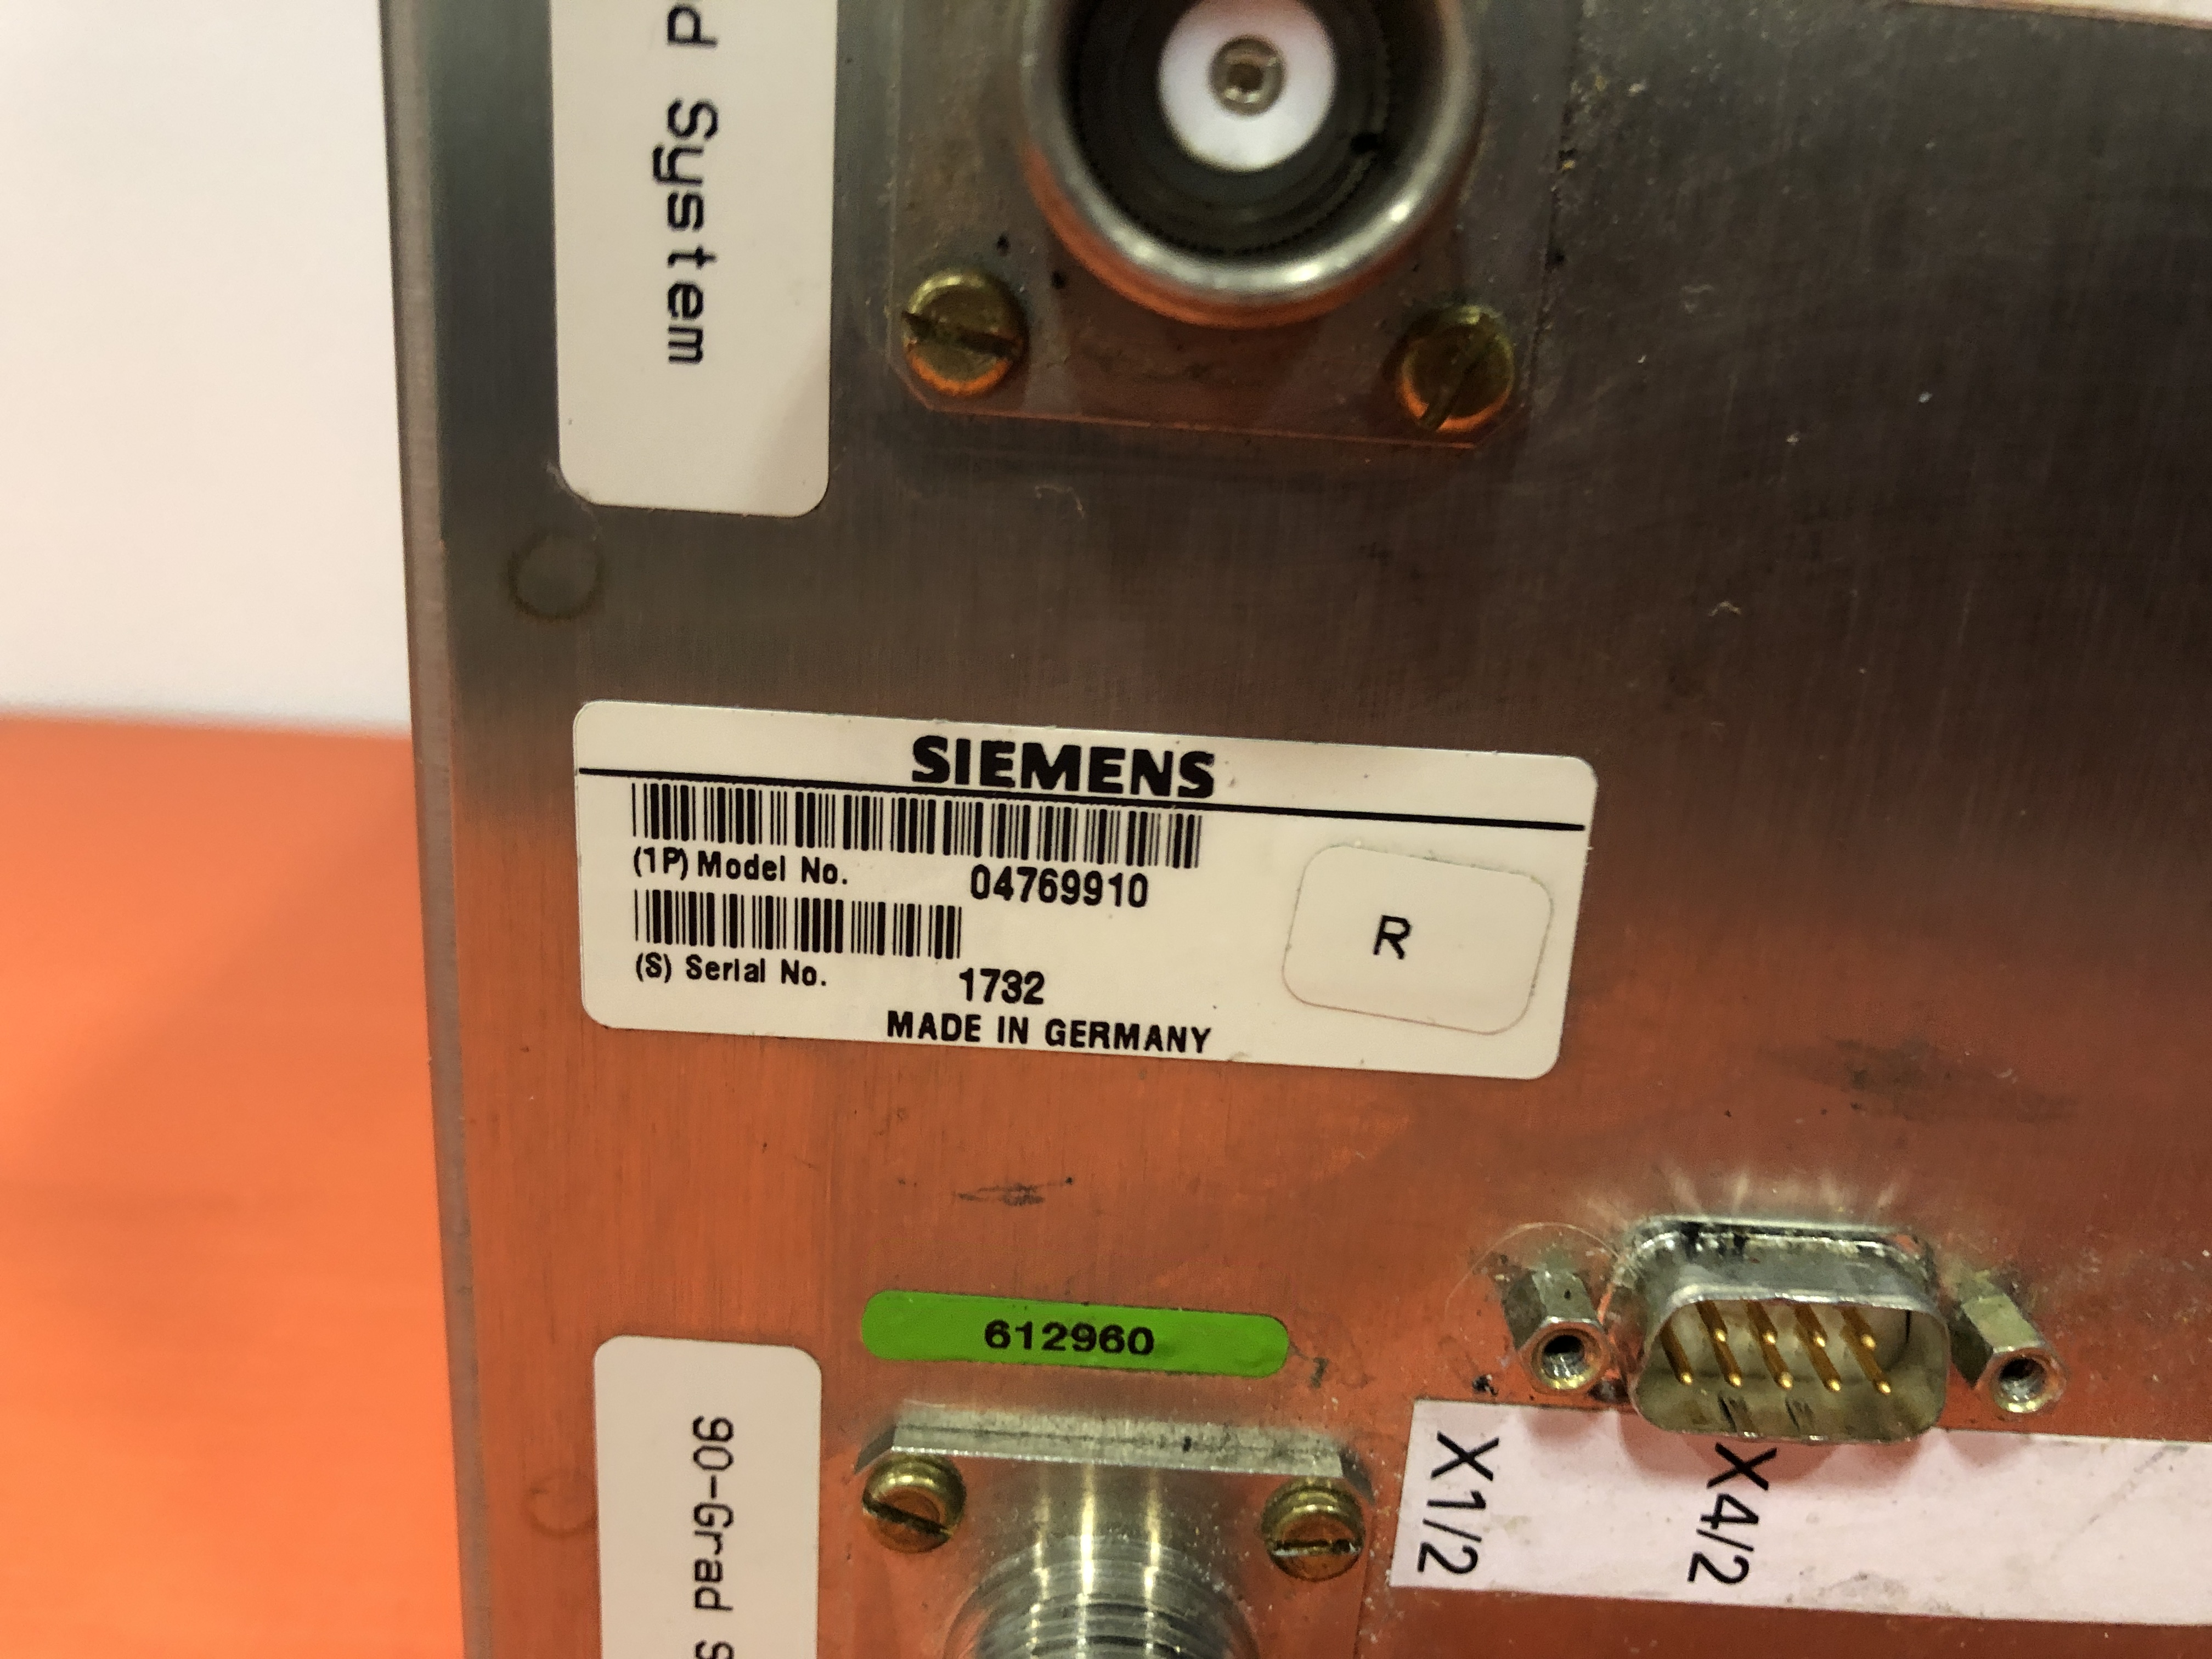 d System
SIEMENS
(1P) Model No. 04769910
(S) Serial No. 1732
MADE IN GERMANY
R
612960
90-Grad S
X1/2
X4/2